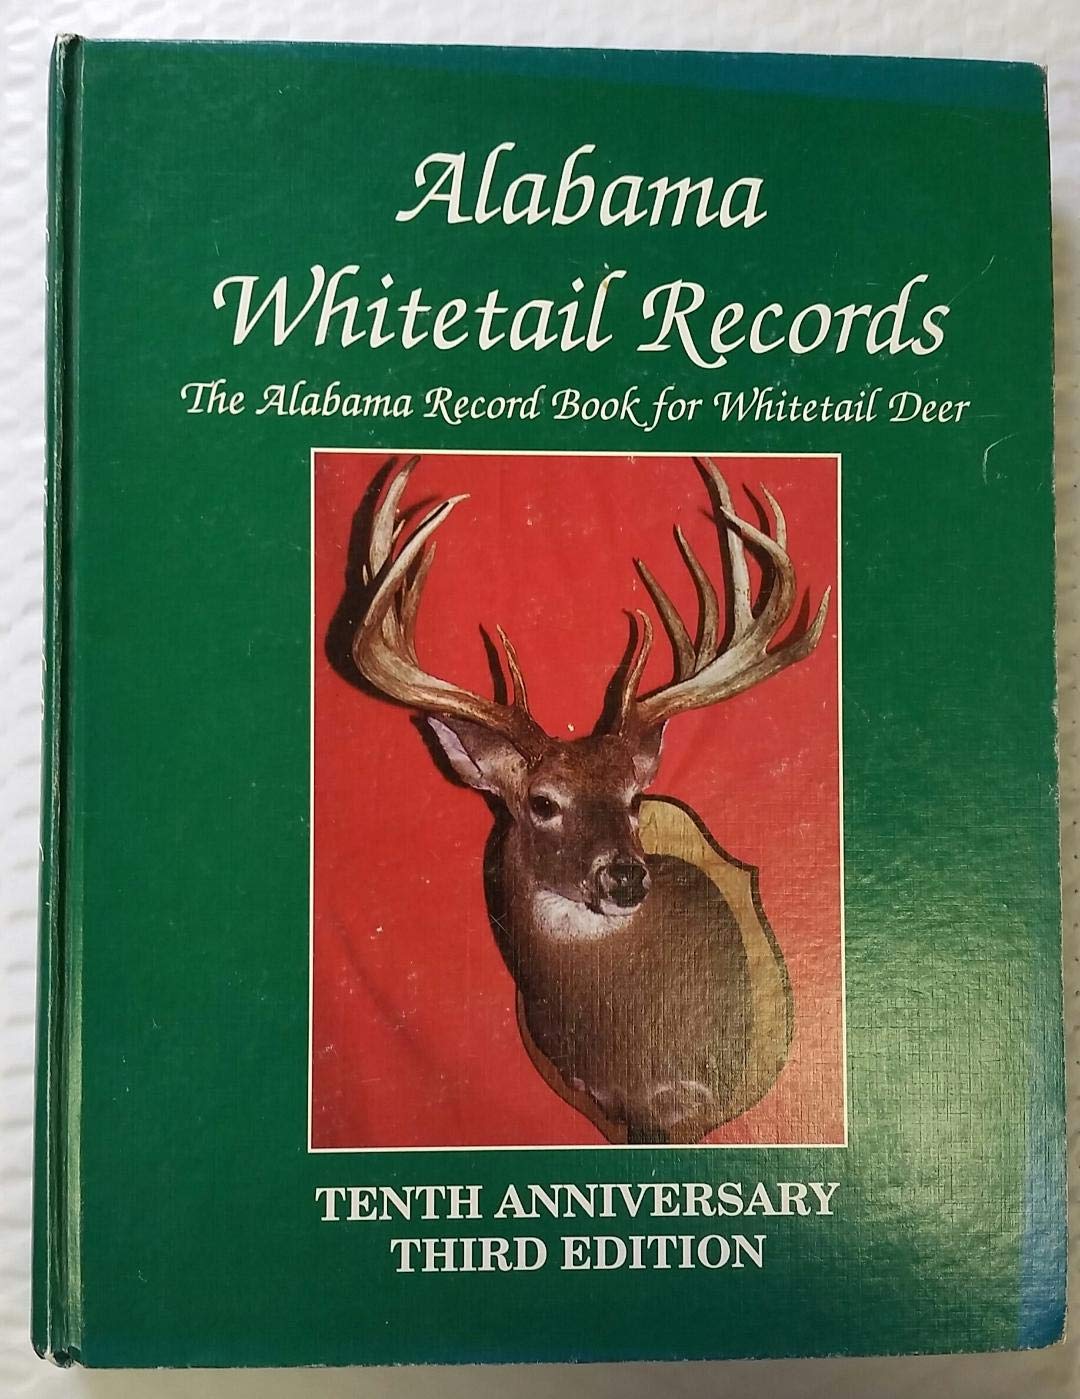 Alabama
Whitetail Records
The Alabama Record Book for Whitetail Deer
TENTH ANNIVERSARY
THIRD EDITION